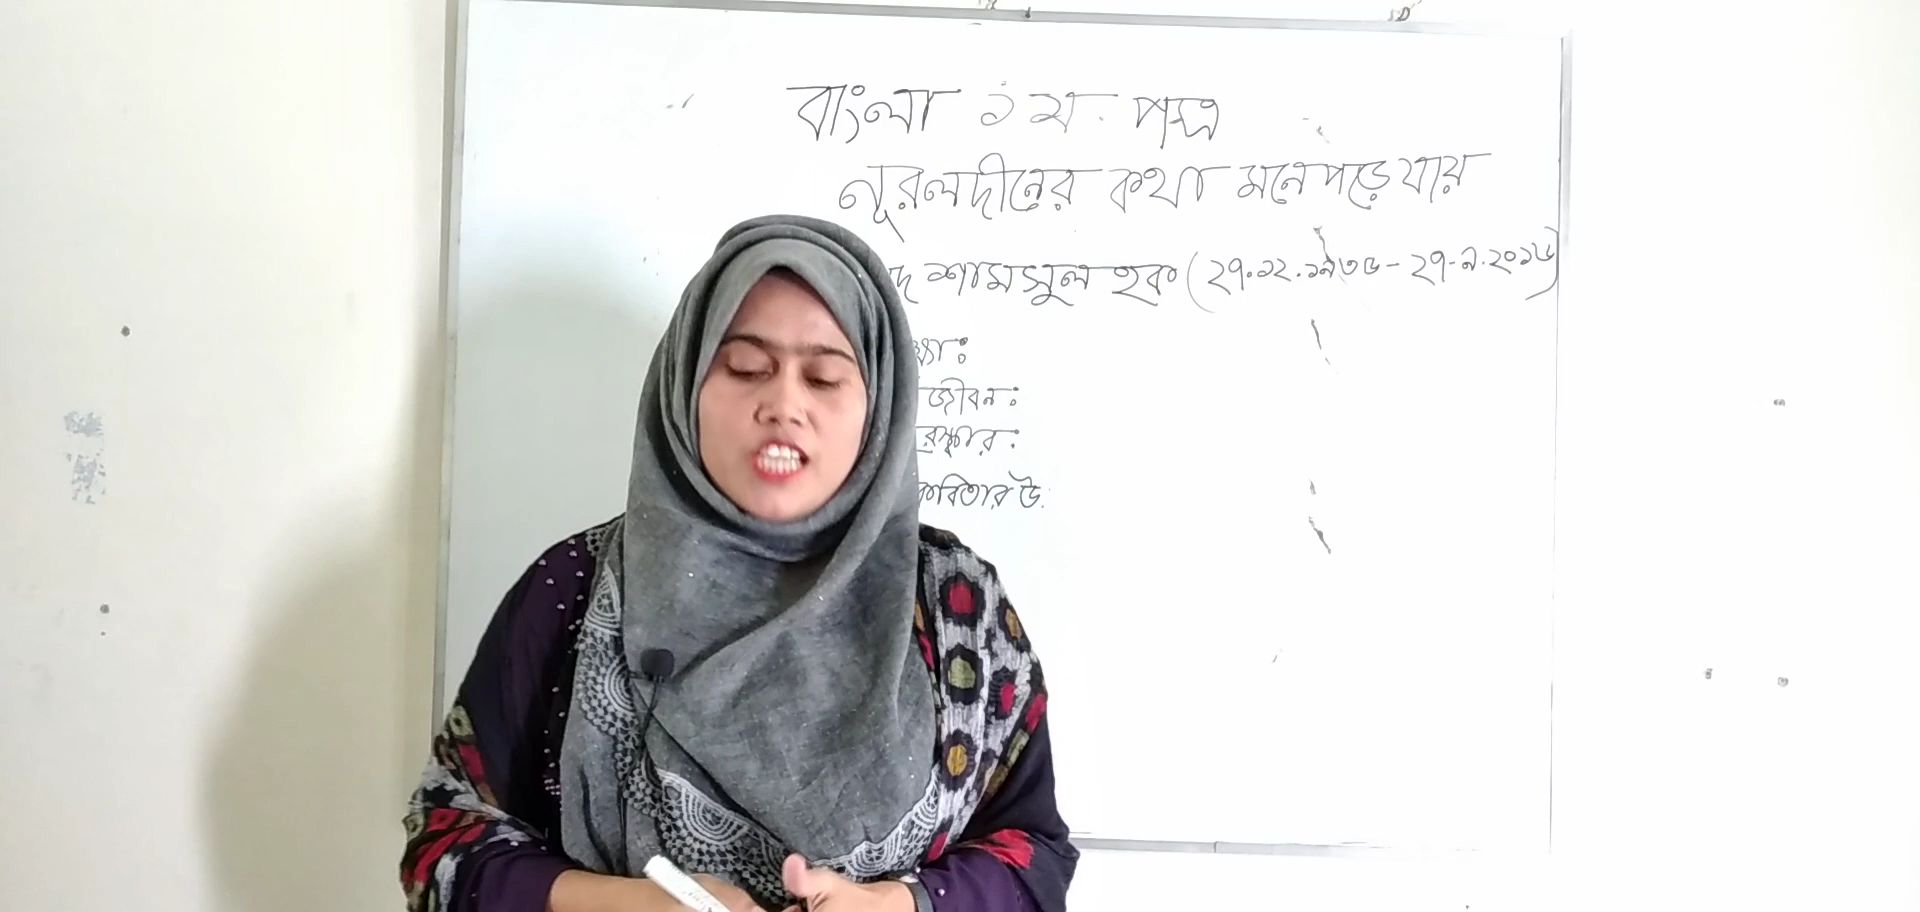 বাংলা ১ম. পত্র
নূরলদীনের কথা মনে পড়ে যায়
শামসুল হক (২৭.১২.১৯৩৫-২৭.৯.২০১৬)
জীবন:
কবিতার উ.